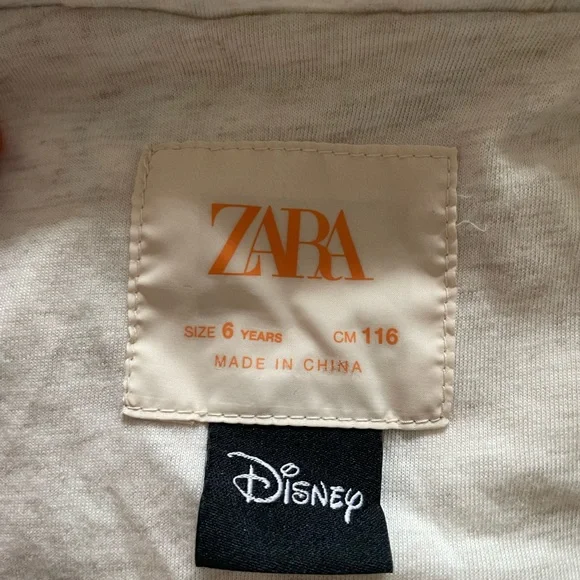 ZARA
SIZE 6 YEARS CM 116
MADE IN CHINA
Disney